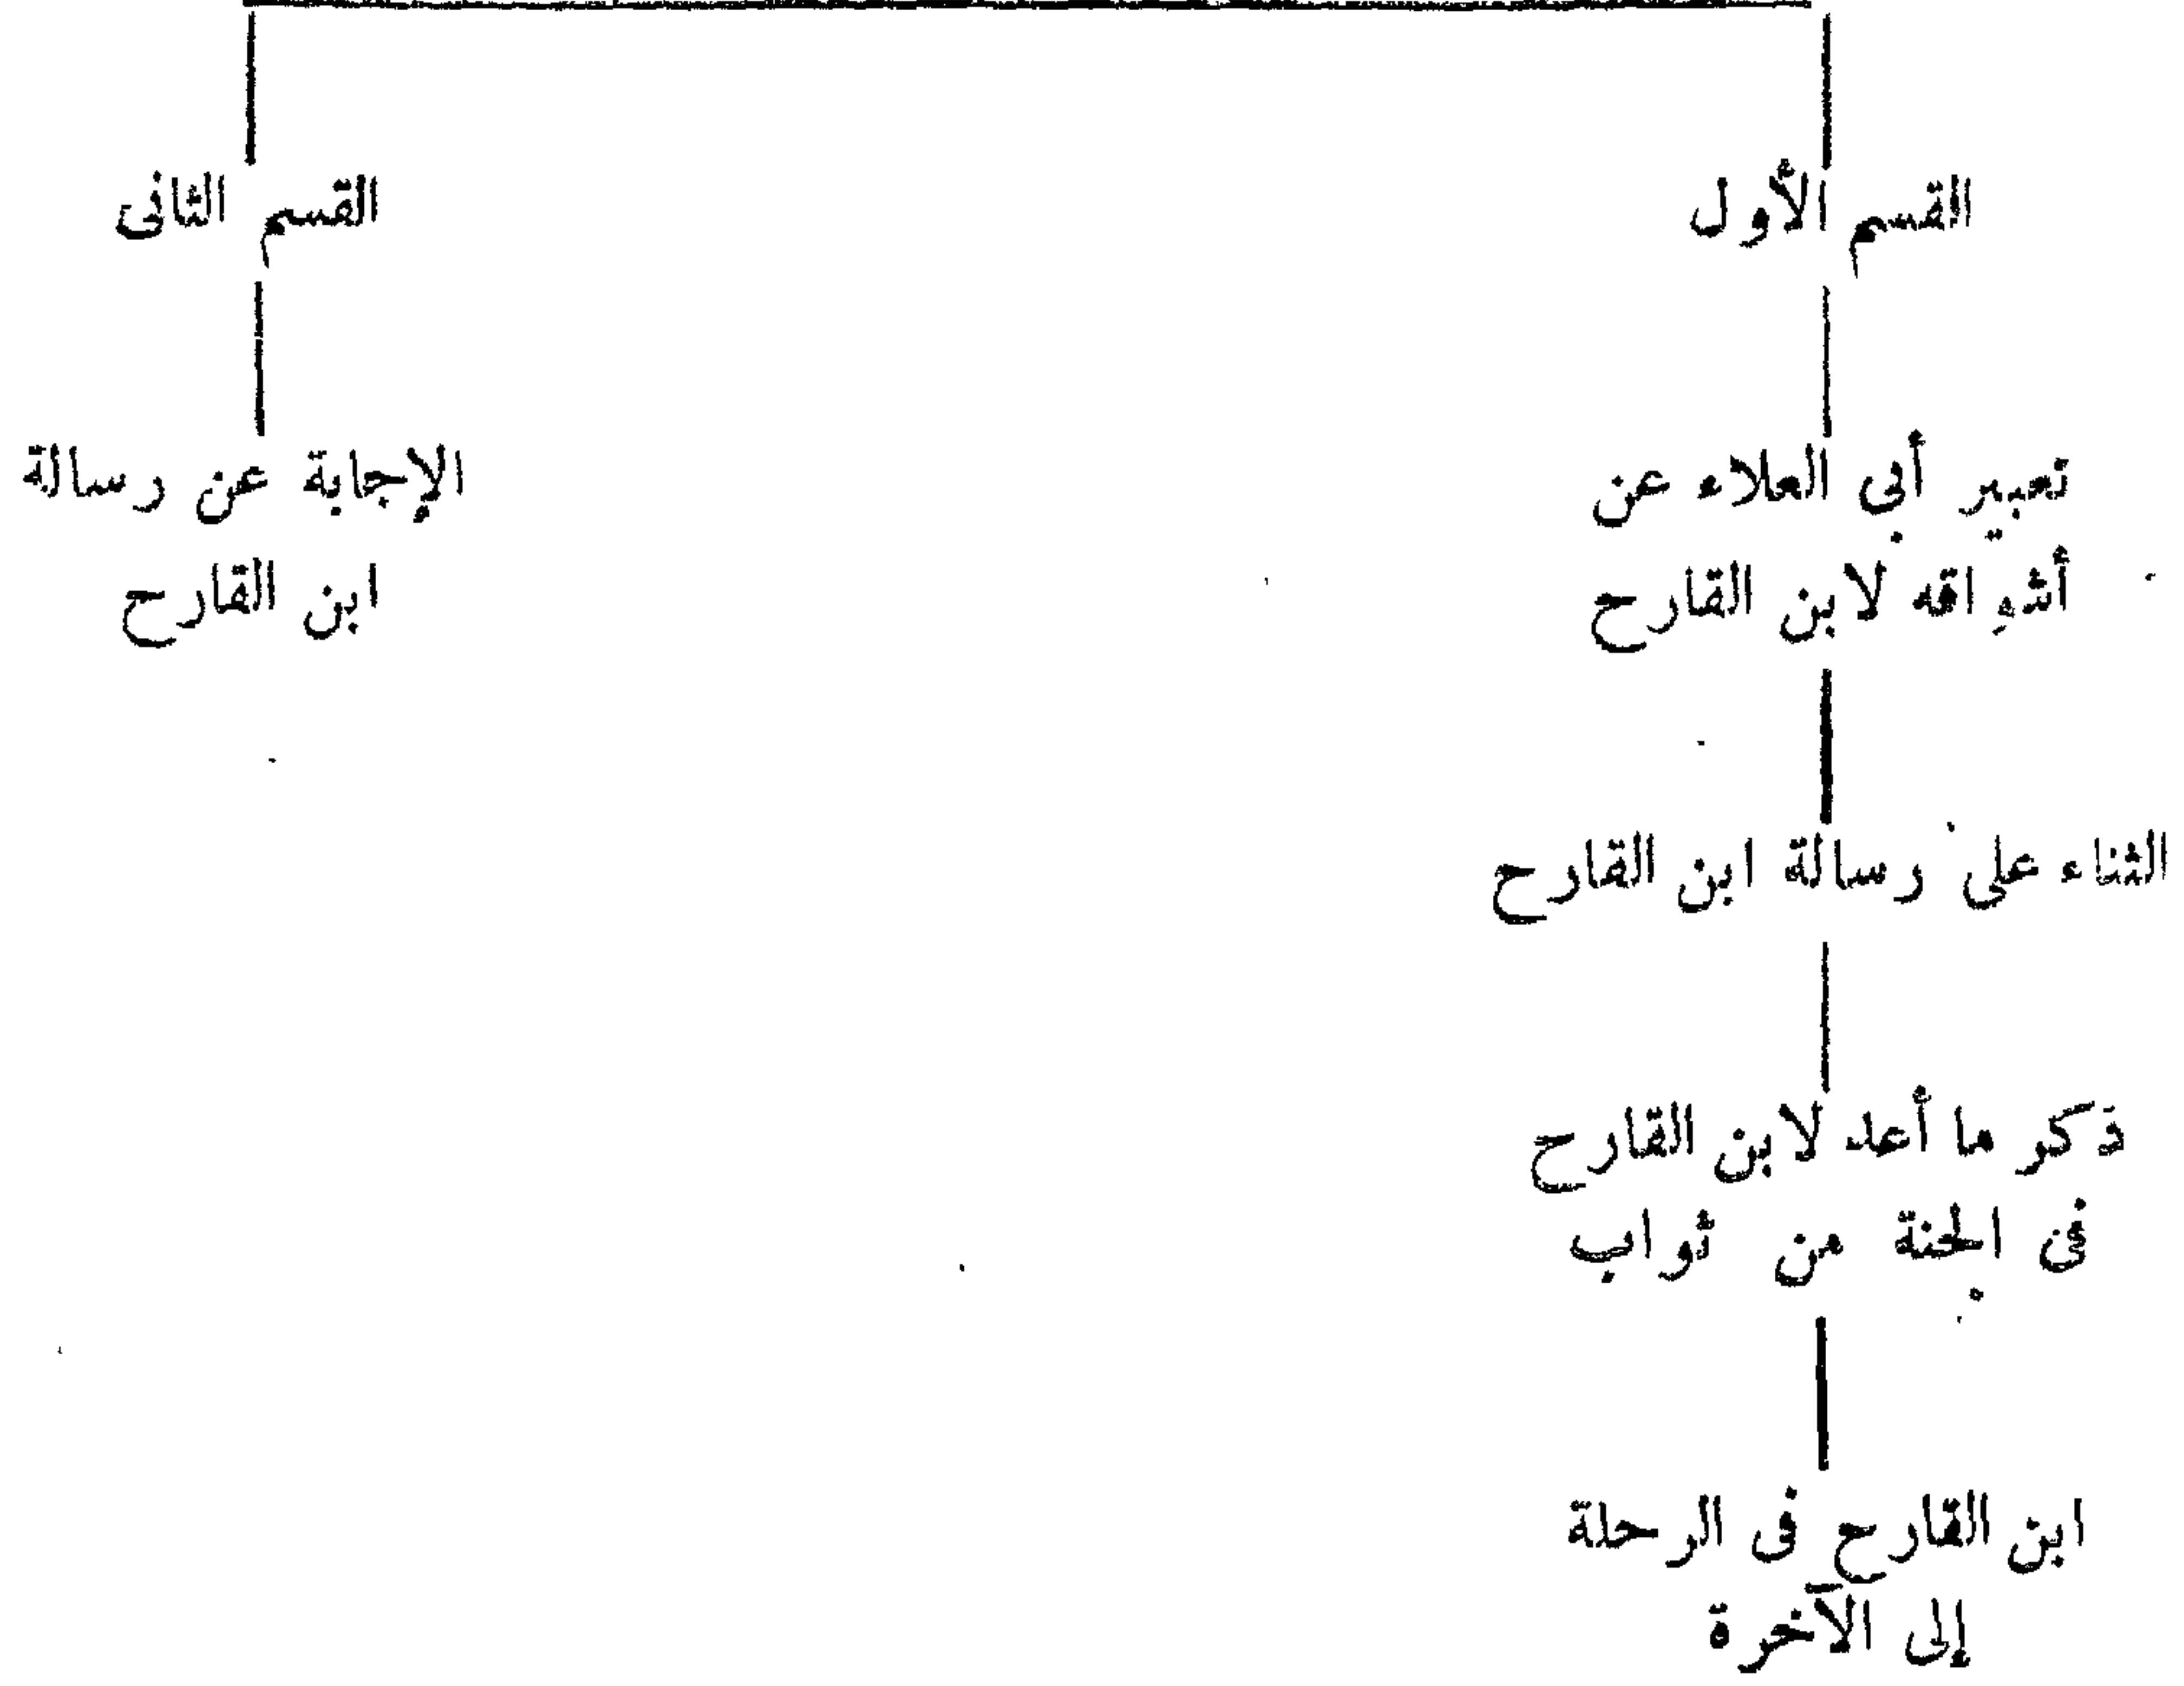 القسم الأول
القسم الثانى
تعبير أبي العلاء عن
أشواقه لابن القارح
الثناء على رسالة ابن القارح
ذكر ما أعد لابن القارح
فى الجنة من ثواب
ابن القارح فى الرحلة
إلى الآخرة
الإجابة عن رسالة
ابن القارح